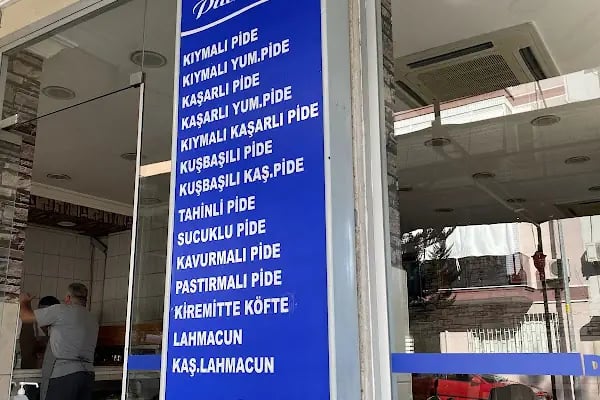 KIYMALI PİDE
KIYMALI YUM.PİDE
KAŞARLI PİDE
KAŞARLI YUM.PİDE
KIYMALI KAŞARLI PİDE
KUŞBAŞILI PİDE
KUŞBAŞILI KAŞ.PİDE
TAHİNLİ PİDE
SUCUKLU PİDE
KAVURMALI PİDE
PASTIRMALI PİDE
KİREMİTTE KÖFTE
LAHMACUN
KAŞ.LAHMACUN